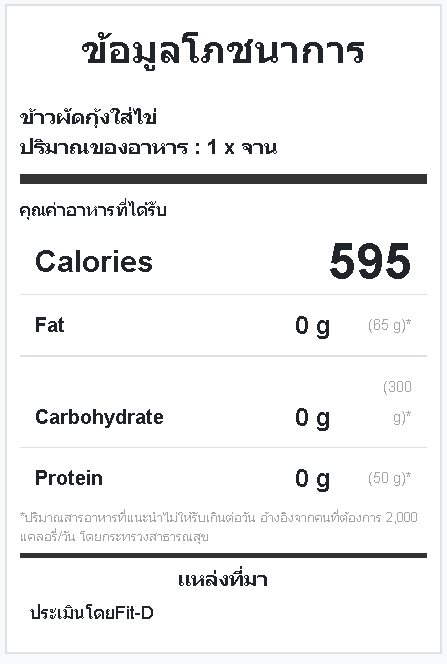 ข้อมูลโภชนาการ
ข้าวผัดกุ้งใส่ไข่
ปริมาณของอาหาร : 1 x จาน
คุณค่าอาหารที่ได้รับ
Calories 595
Fat 0 g (65 g)*
(300
Carbohydrate 0 g g)*
Protein 0 g (50 g)*
*ปริมาณสารอาหารที่แนะนำไม่ให้รับเกินต่อวัน อ้างอิงจากคนที่ต้องการ 2,000
แคลอรี่/วัน โดยกระทรวงสาธารณสุข
แหล่งที่มา
ประเมินโดยFit-D